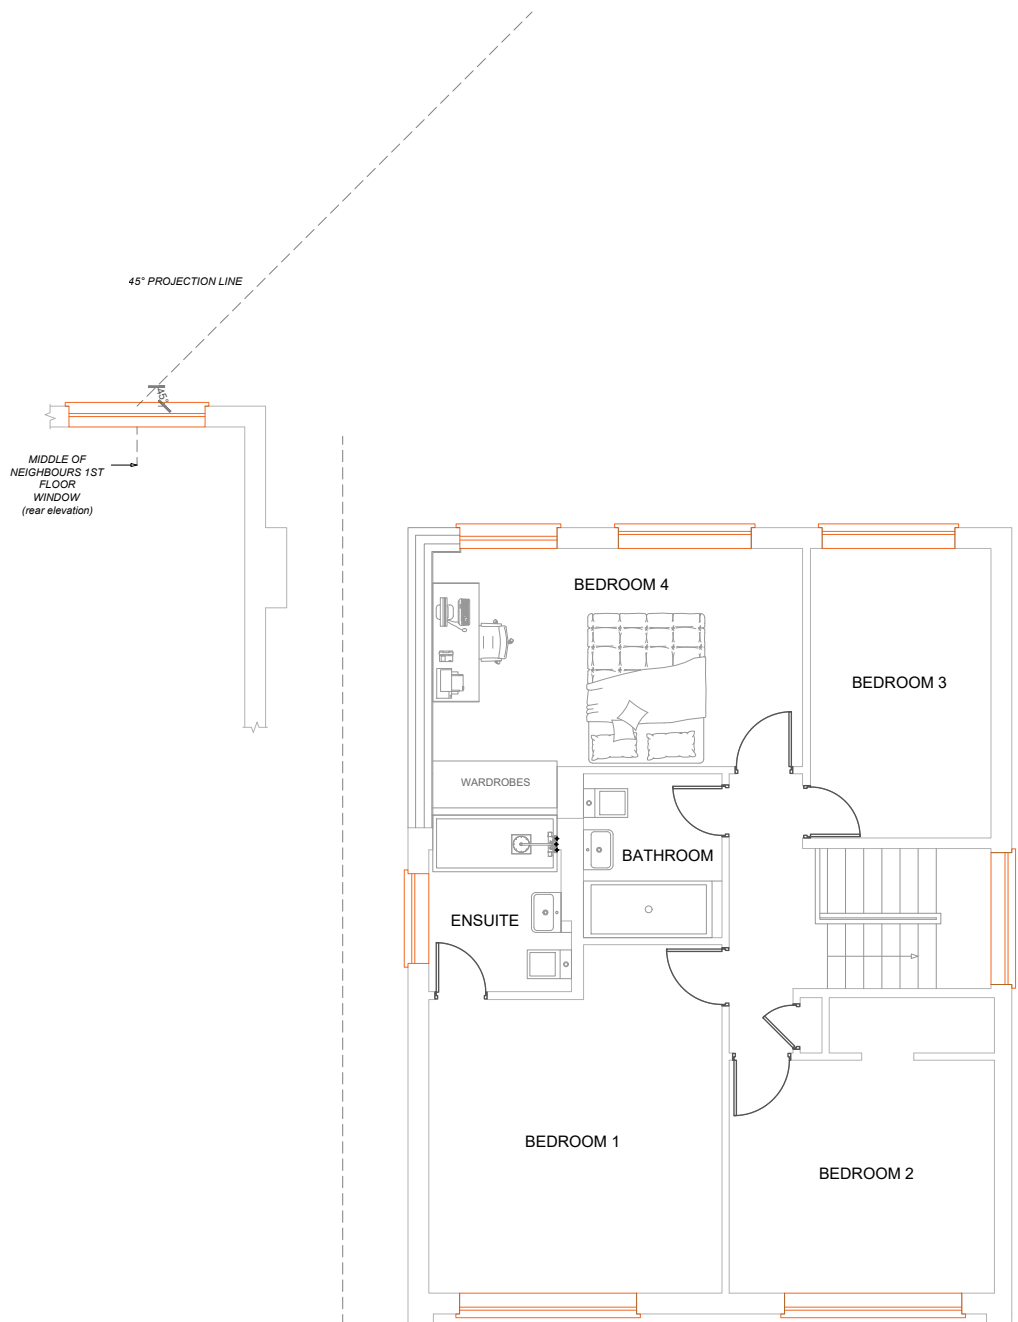 45° PROJECTION LINE
45°
MIDDLE OF
NEIGHBOURS 1ST
FLOOR
WINDOW
(rear elevation)
BEDROOM 4
BEDROOM 3
WARDROBES
BATHROOM
ENSUITE
BEDROOM 1
BEDROOM 2